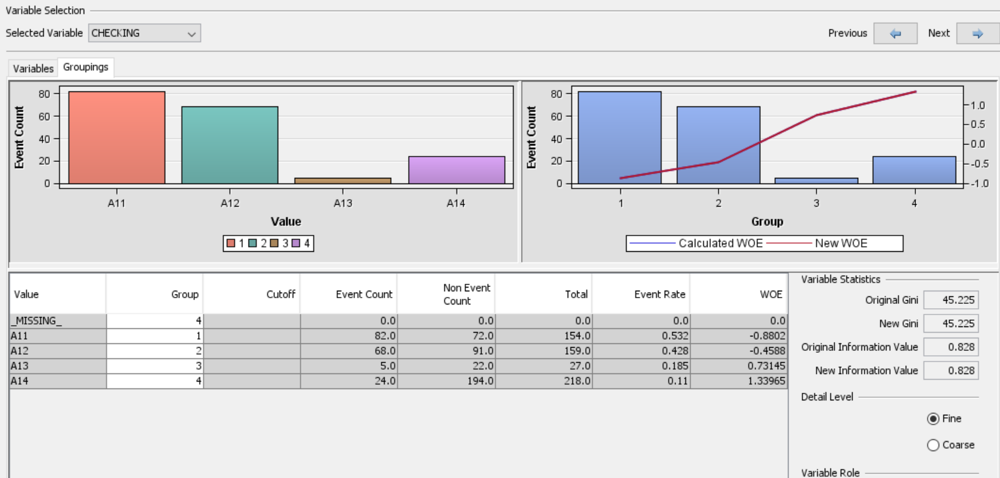 Variable Selection
Selected Variable CHECKING Previous Next
Variables Groupings
Event Count
80
60
40
20
0
A11 A12 A13 A14
Value
1 2 3 4
Event Count
80
60
40
20
0
1.0
0.5
0.0
-0.5
-1.0
1 2 3 4
Group
Calculated WOE New WOE
Value Group Cutoff Event Count Non Event Count Total Event Rate WOE
_MISSING_ 4 0.0 0.0 0.0 0.0 0.0
A11 1 82.0 72.0 154.0 0.532 -0.8802
A12 2 68.0 91.0 159.0 0.428 -0.4588
A13 3 5.0 22.0 27.0 0.185 0.73145
A14 4 24.0 194.0 218.0 0.11 1.33965
Variable Statistics
Original Gini 45.225
New Gini 45.225
Original Information Value 0.828
New Information Value 0.828
Detail Level
Fine
Coarse
Variable Role